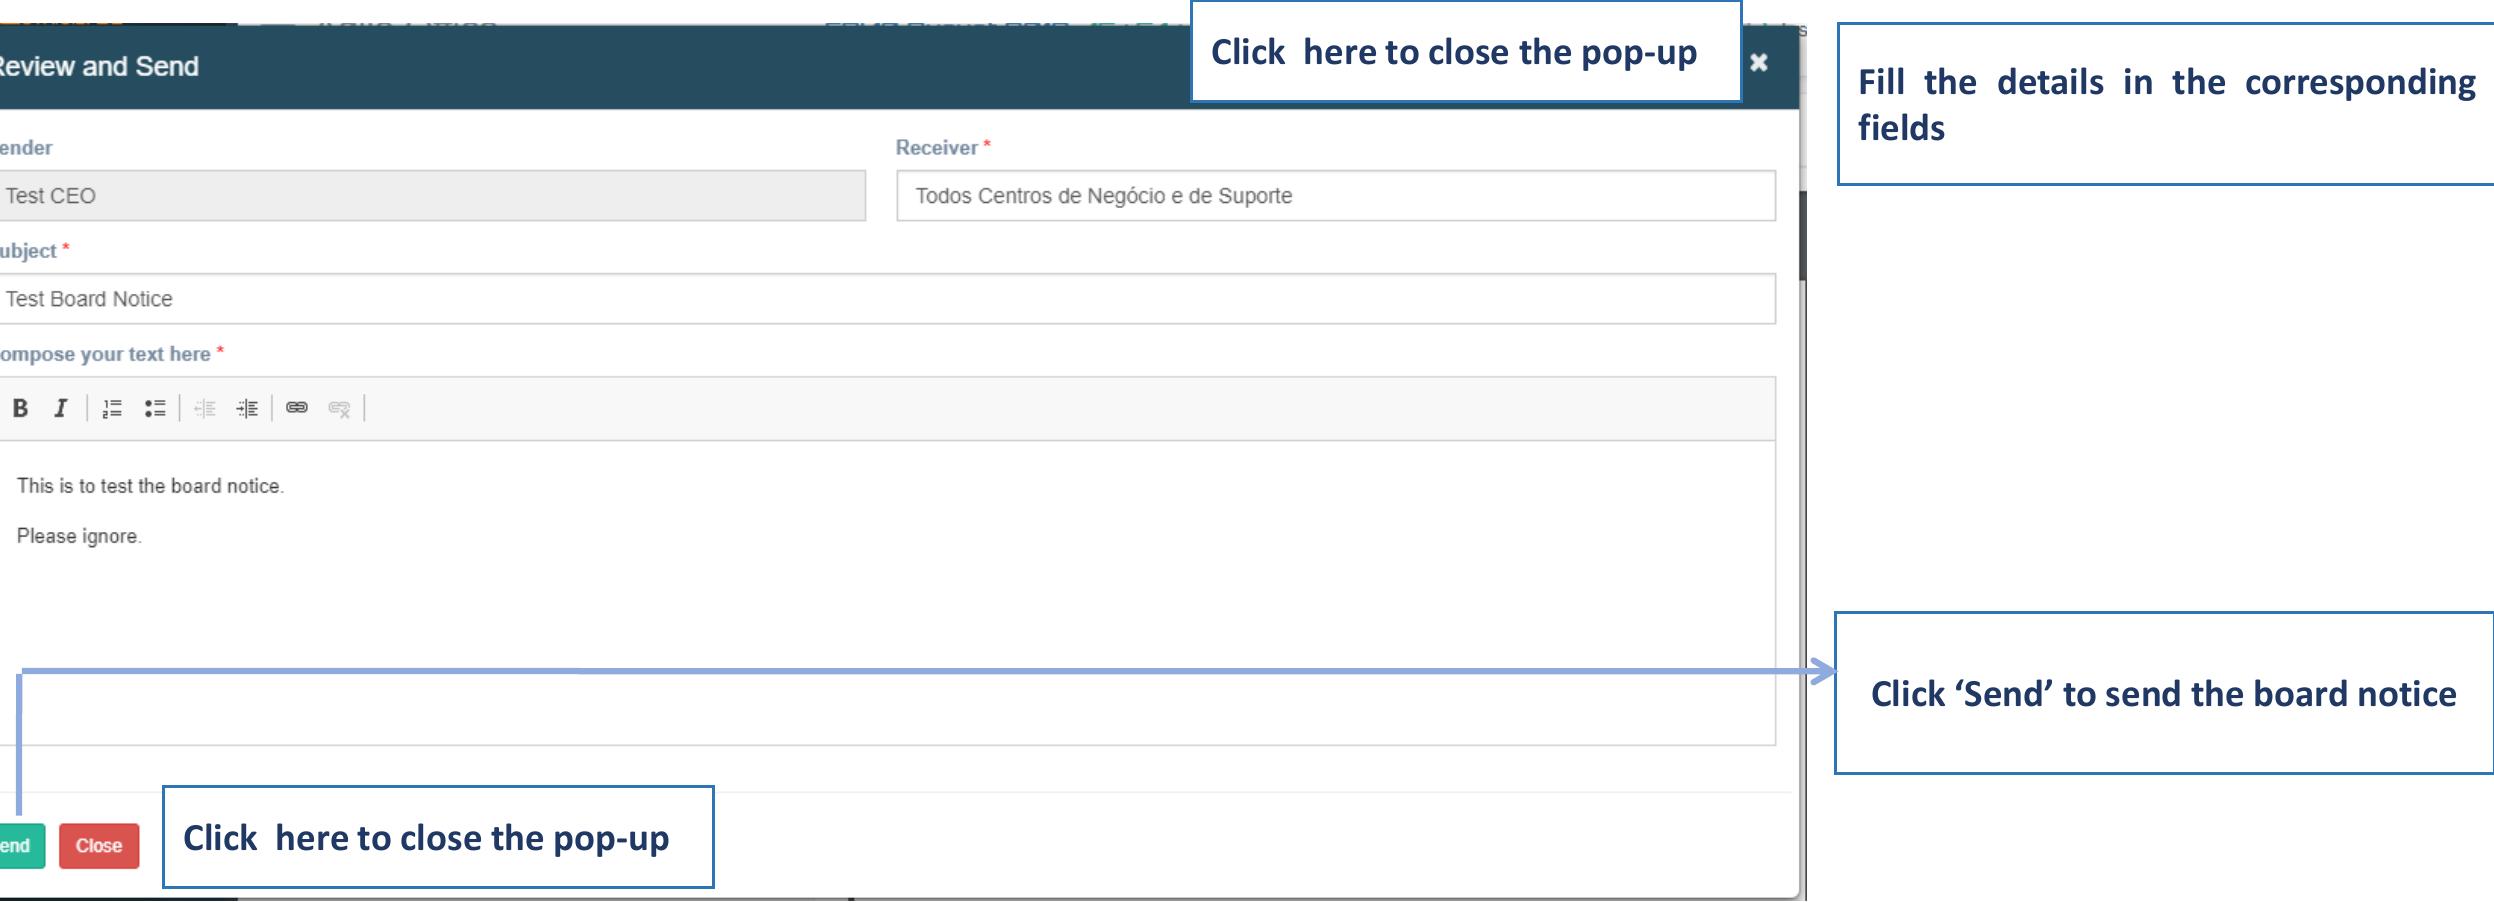 Click here to close the pop-up
Review and Send
Fill the details in the corresponding
fields
ender
Receiver *
Test CEO
Todos Centros de Negócio e de Suporte
ubject *
Test Board Notice
ompose your text here *
B I
This is to test the board notice.
Please ignore.
Click ‘Send’ to send the board notice
end
Close
Click here to close the pop-up